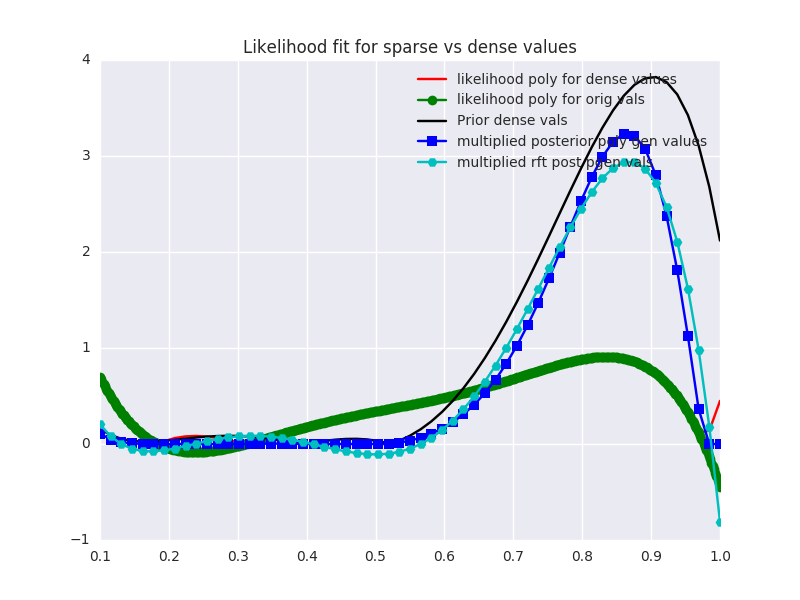 Likelihood fit for sparse vs dense values
likelihood poly for dense values
likelihood poly for orig vals
Prior dense vals
multiplied posterior poly gen values
multiplied rft post pgen vals
4
3
2
1
0
−1
0.1 0.2 0.3 0.4 0.5 0.6 0.7 0.8 0.9 1.0